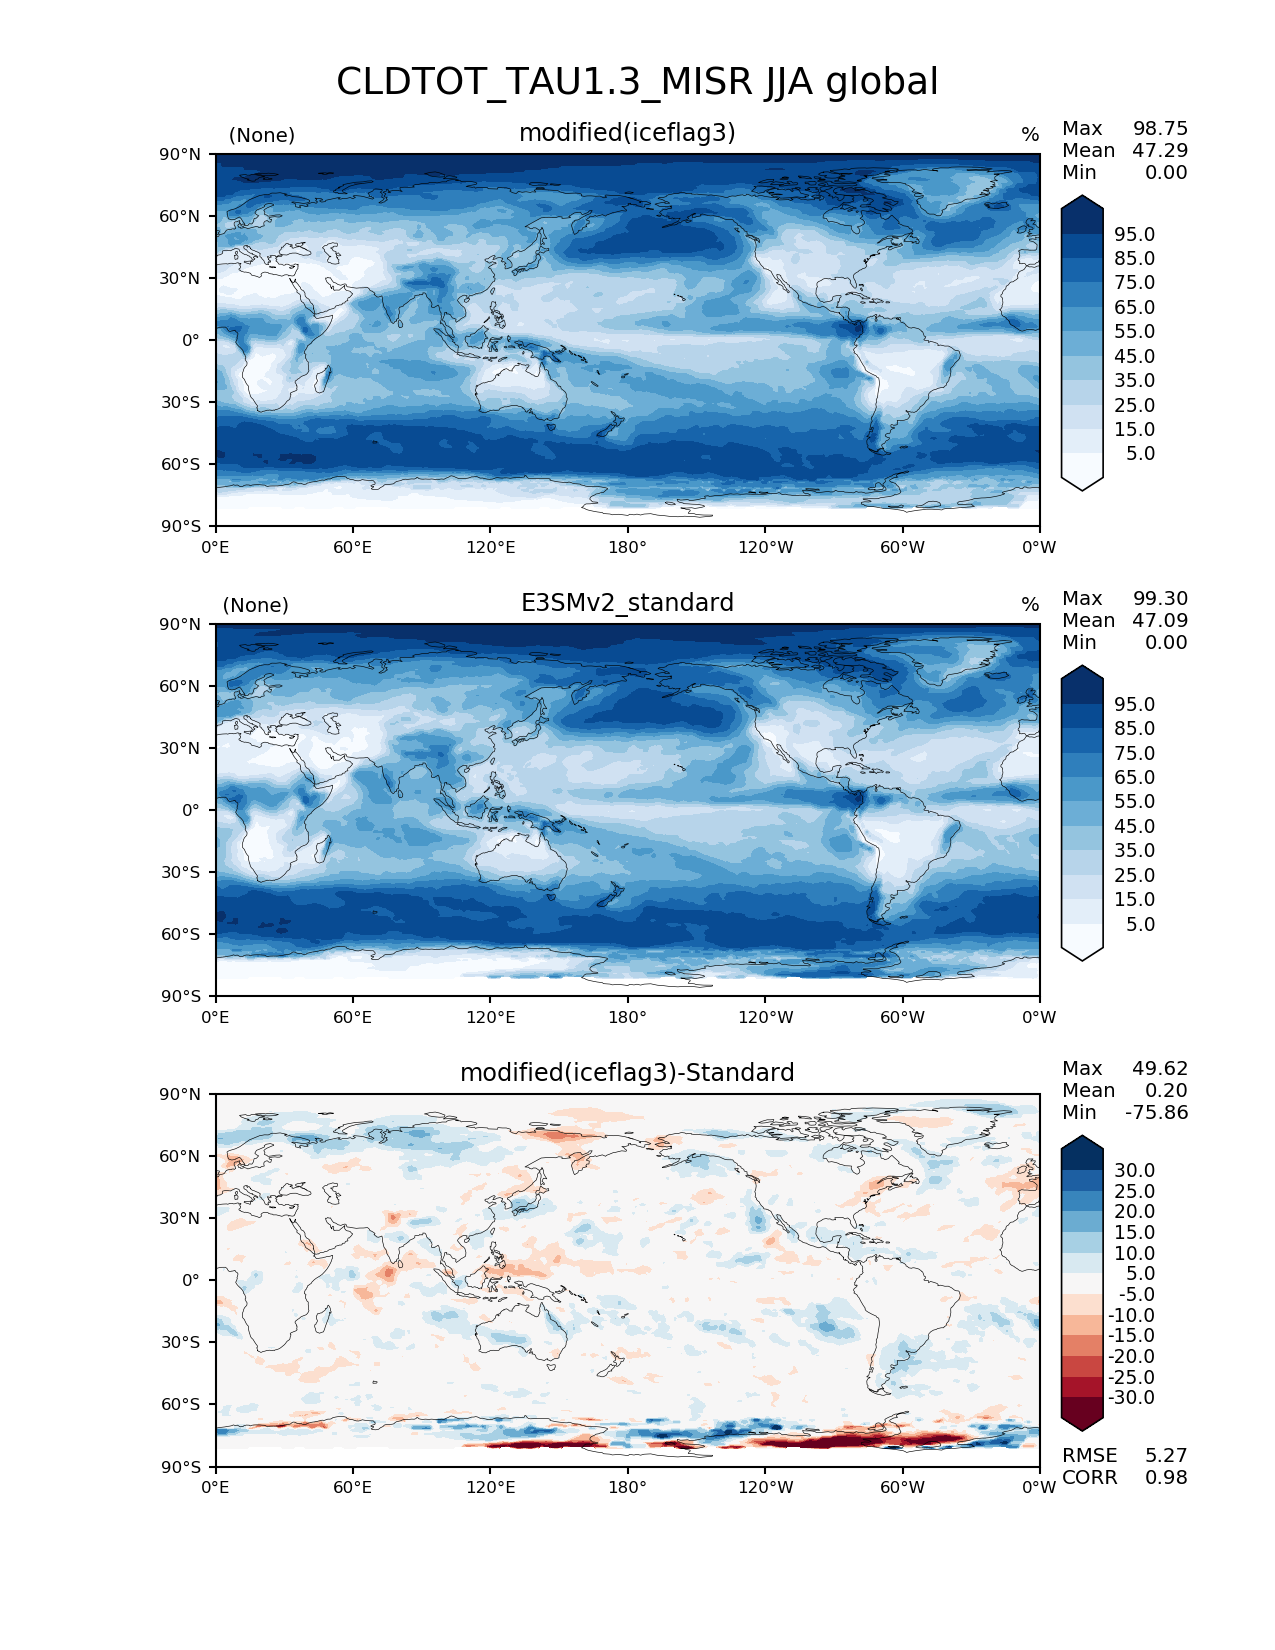 CLDTOT_TAU1.3_MISR JJA global
(None) modified(iceflag3) %
Max 98.75
Mean 47.29
Min 0.00
90°N
60°N
30°N
0°
30°S
60°S
90°S
0°E 60°E 120°E 180° 120°W 60°W 0°W
95.0
85.0
75.0
65.0
55.0
45.0
35.0
25.0
15.0
5.0
(None) E3SMv2_standard %
Max 99.30
Mean 47.09
Min 0.00
90°N
60°N
30°N
0°
30°S
60°S
90°S
0°E 60°E 120°E 180° 120°W 60°W 0°W
95.0
85.0
75.0
65.0
55.0
45.0
35.0
25.0
15.0
5.0
modified(iceflag3)-Standard
Max 49.62
Mean 0.20
Min -75.86
90°N
60°N
30°N
0°
30°S
60°S
90°S
0°E 60°E 120°E 180° 120°W 60°W 0°W
30.0
25.0
20.0
15.0
10.0
5.0
-5.0
-10.0
-15.0
-20.0
-25.0
-30.0
RMSE 5.27
CORR 0.98